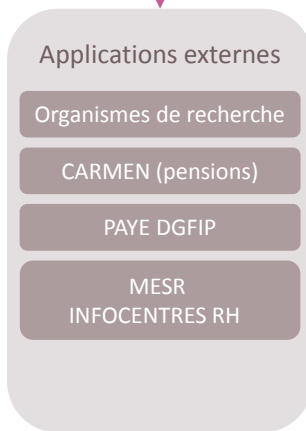 Applications externes
Organismes de recherche
CARMEN (pensions)
PAYE DGFIP
MESR
INFOCENTRES RH